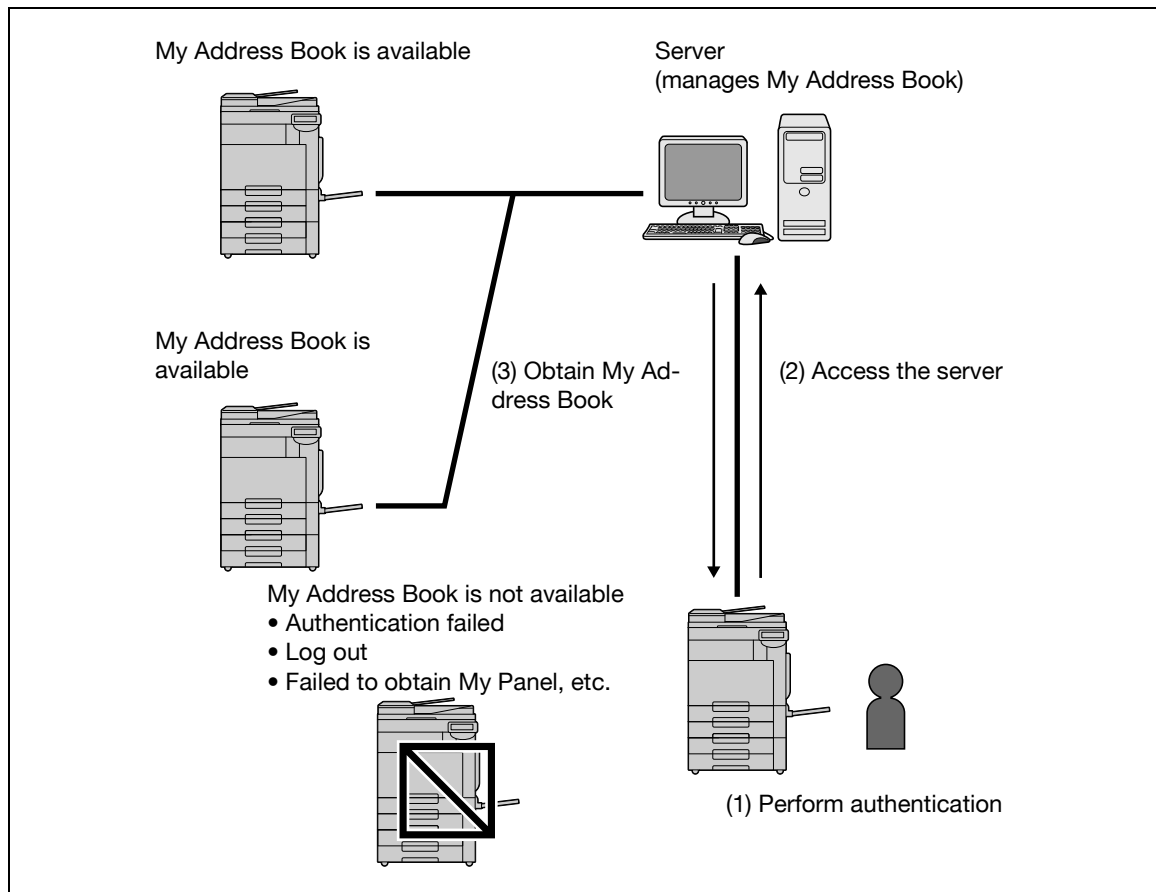 My Address Book is available
Server
(manages My Address Book)
My Address Book is
available
(3) Obtain My Ad-
dress Book
(2) Access the server
My Address Book is not available
• Authentication failed
• Log out
• Failed to obtain My Panel, etc.
(1) Perform authentication